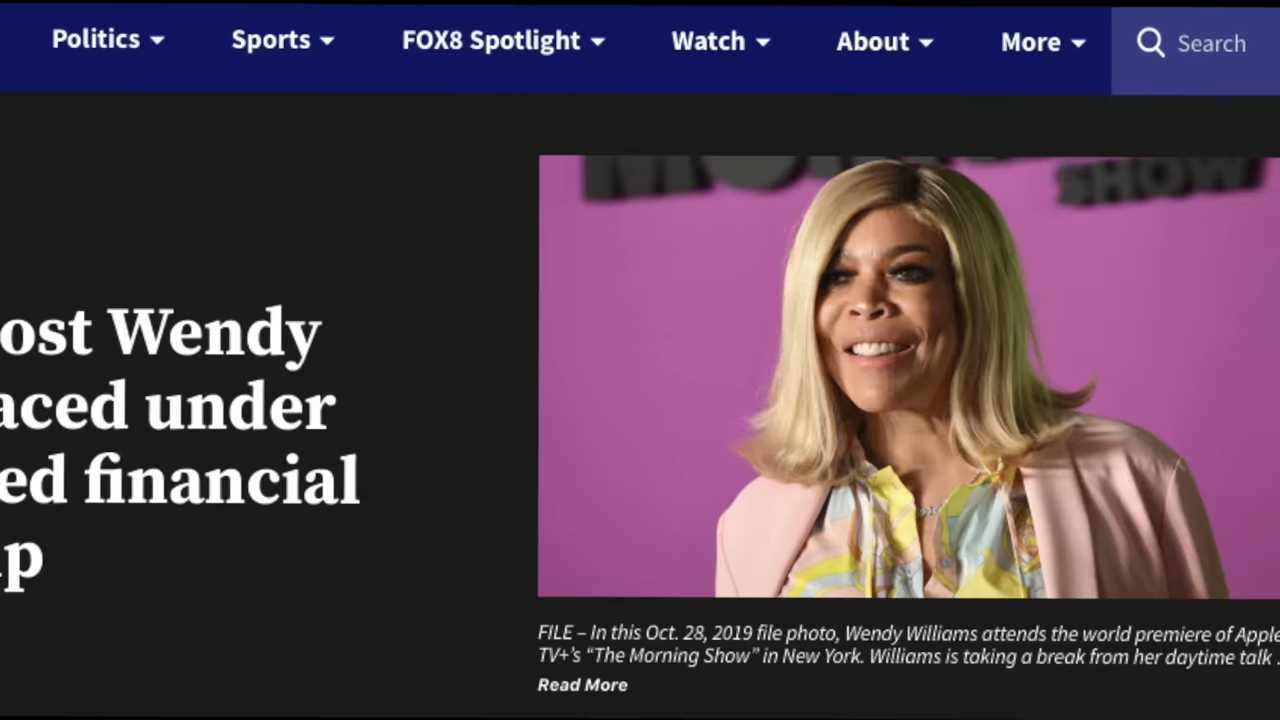 Politics
Sports
FOX8 Spotlight
Watch
About
More
Search
SHOW
ost Wendy
aced under
ed financial
p
FILE – In this Oct. 28, 2019 file photo, Wendy Williams attends the world premiere of Apple
TV+'s “The Morning Show” in New York. Williams is taking a break from her daytime talk
Read More